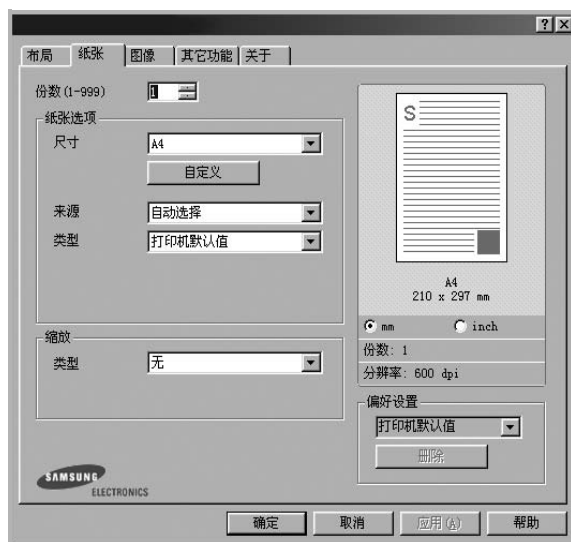 布局 纸张 图像 其它功能 关于
份数(1-999) 1
纸张选项
尺寸 A4
自定义
来源 自动选择
类型 打印机默认值
缩放
类型 无
S
A4
210 x 297 mm
mm inch
份数: 1
分辨率: 600 dpi
偏好设置
打印机默认值
删除
SAMSUNG
ELECTRONICS
确定 取消 应用(A) 帮助